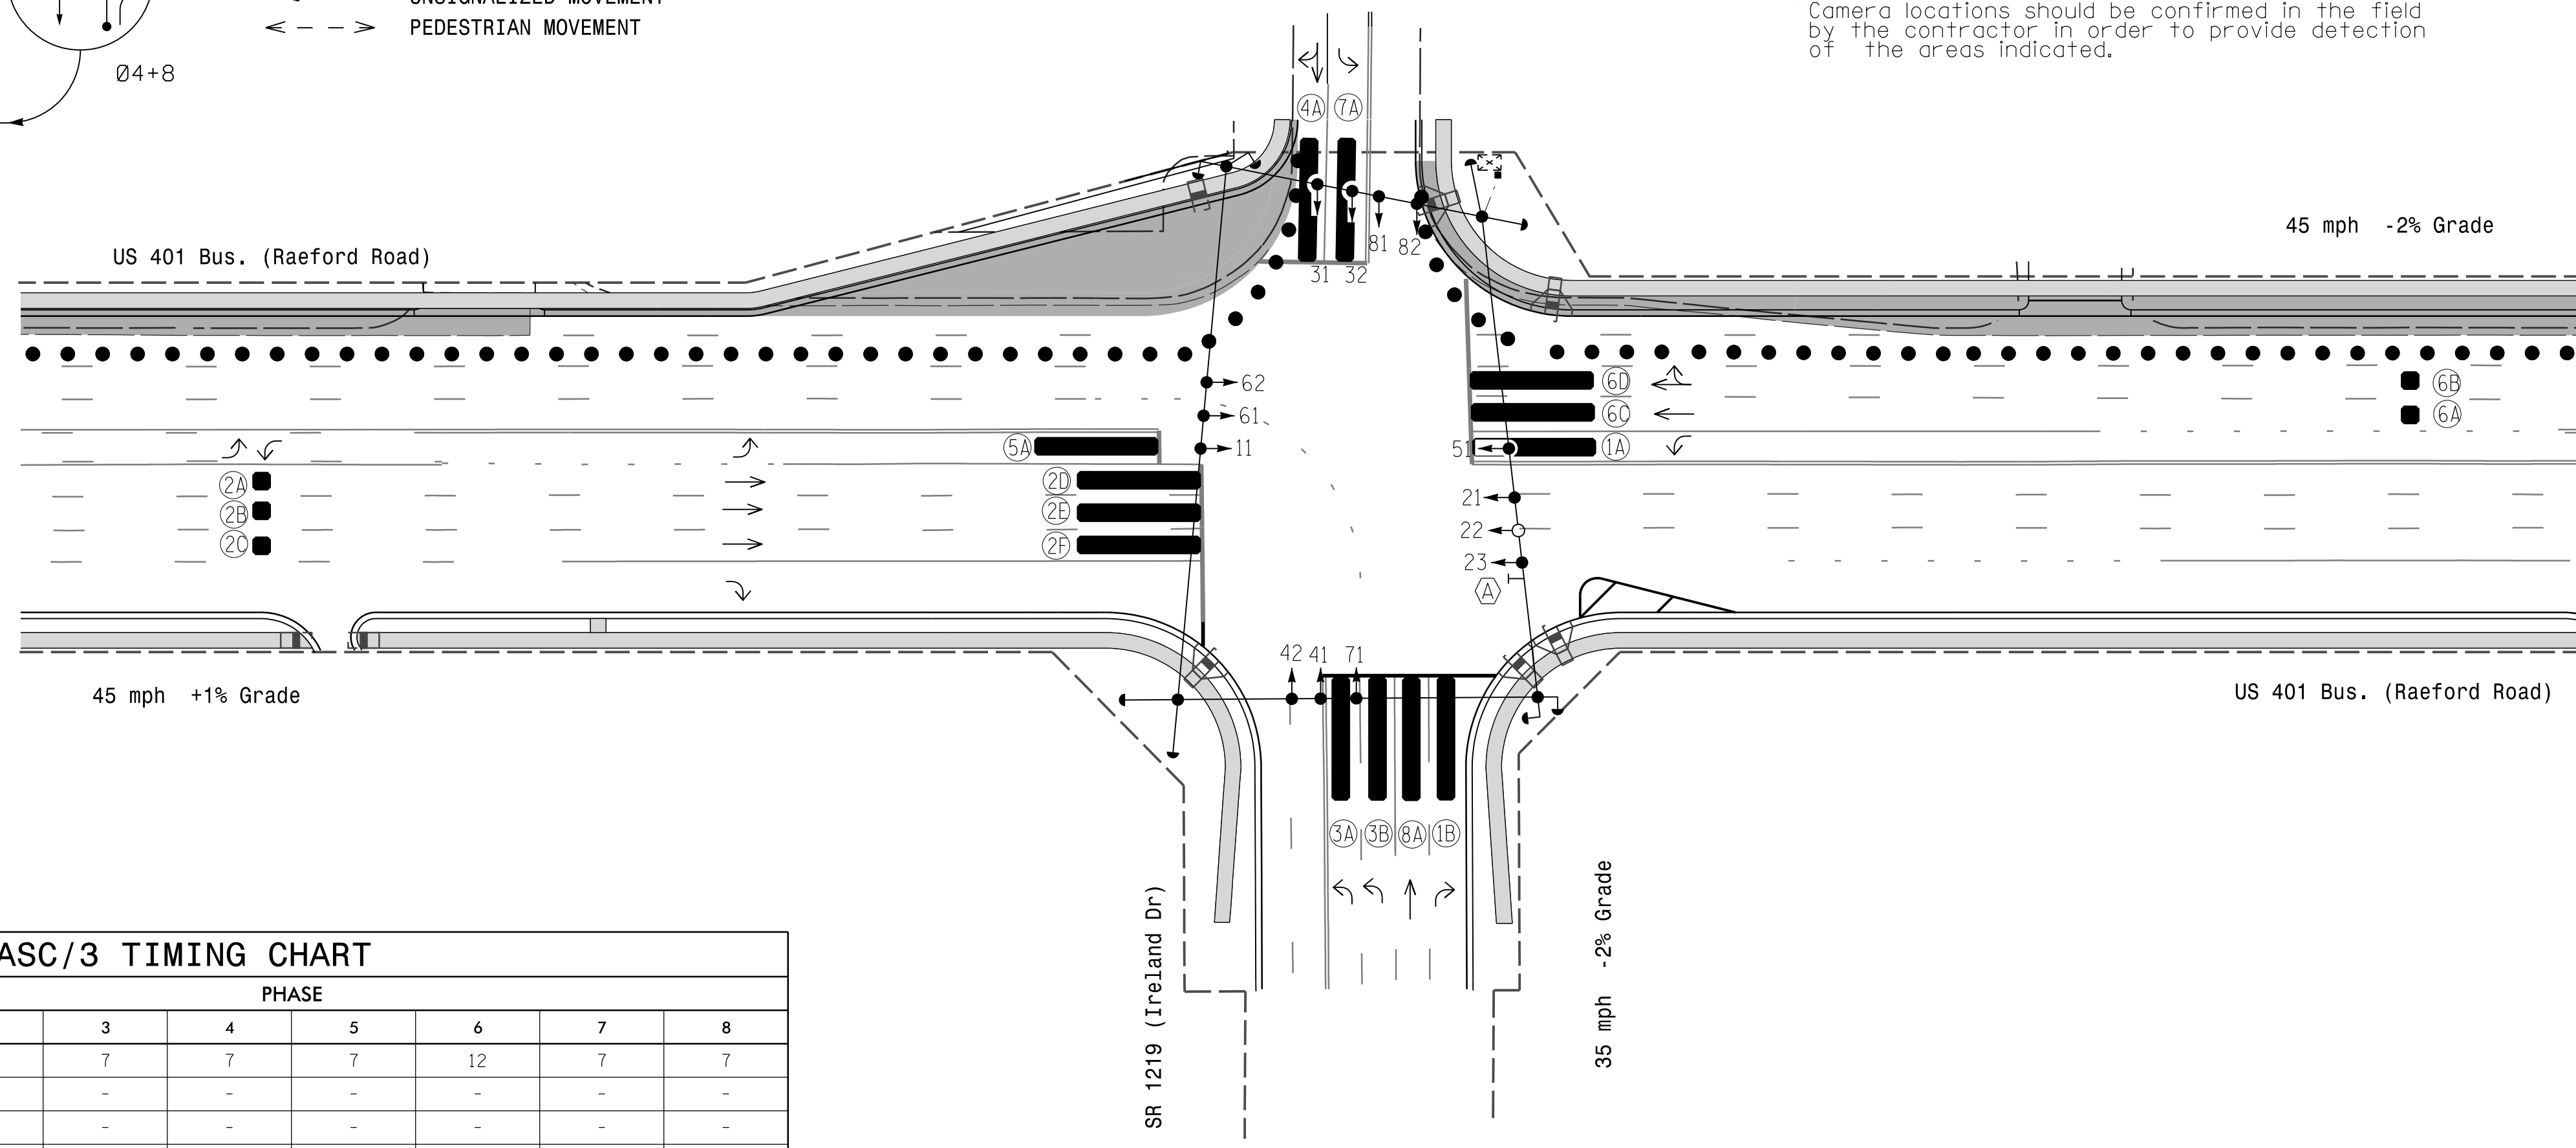 UNSIGNALIZED MOVEMENT
PEDESTRIAN MOVEMENT
Ø4+8
Camera locations should be confirmed in the field
by the contractor in order to provide detection
of the areas indicated.
4A 7A
US 401 Bus. (Raeford Road)
45 mph -2% Grade
81 82
31 32
62
61
11
5A
2A
2B
2C
2D
2E
2F
6D
6C
1A
6B
6A
51
21
22
23
A
42 41 71
45 mph +1% Grade
US 401 Bus. (Raeford Road)
3A 3B 8A 1B
SR 1219 (Ireland Dr)
35 mph -2% Grade
ASC/3 TIMING CHART
PHASE
3 4 5 6 7 8
7 7 7 12 7 7
- - - - - -
- - - - - -